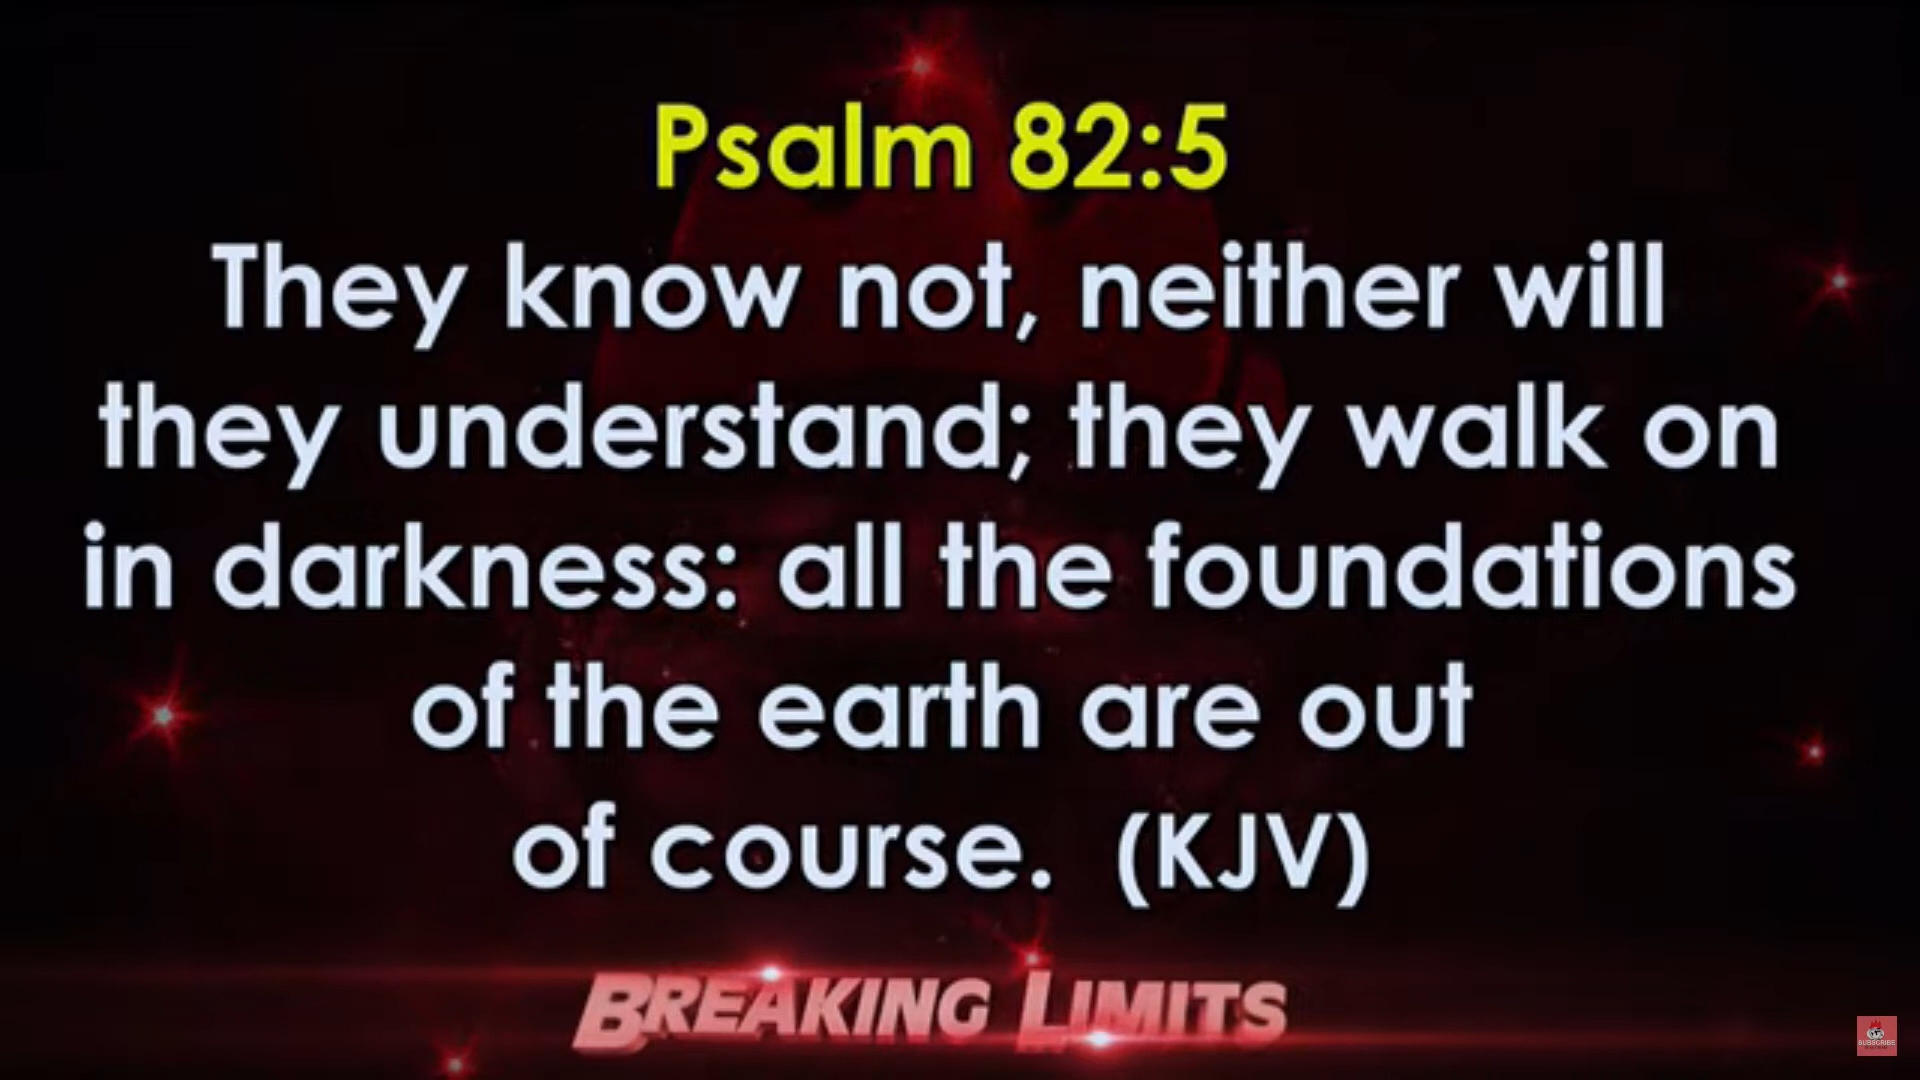 Psalm 82:5
They know not, neither will
they understand; they walk on
in darkness: all the foundations
of the earth are out
of course. (KJV)
BREAKING LIMITS
SUBSCRIBE